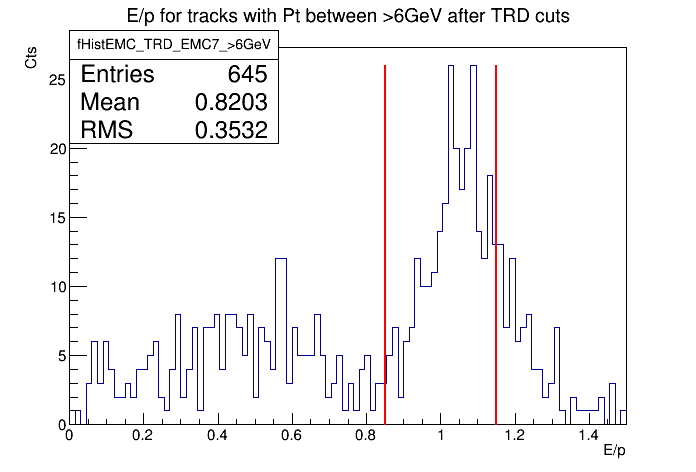 E/p for tracks with Pt between >6GeV after TRD cuts
fHistEMC_TRD_EMC7_>6GeV
Entries 645
Mean 0.8203
RMS 0.3532
Cts
25
20
15
10
5
0
0 0.2 0.4 0.6 0.8 1 1.2 1.4
E/p